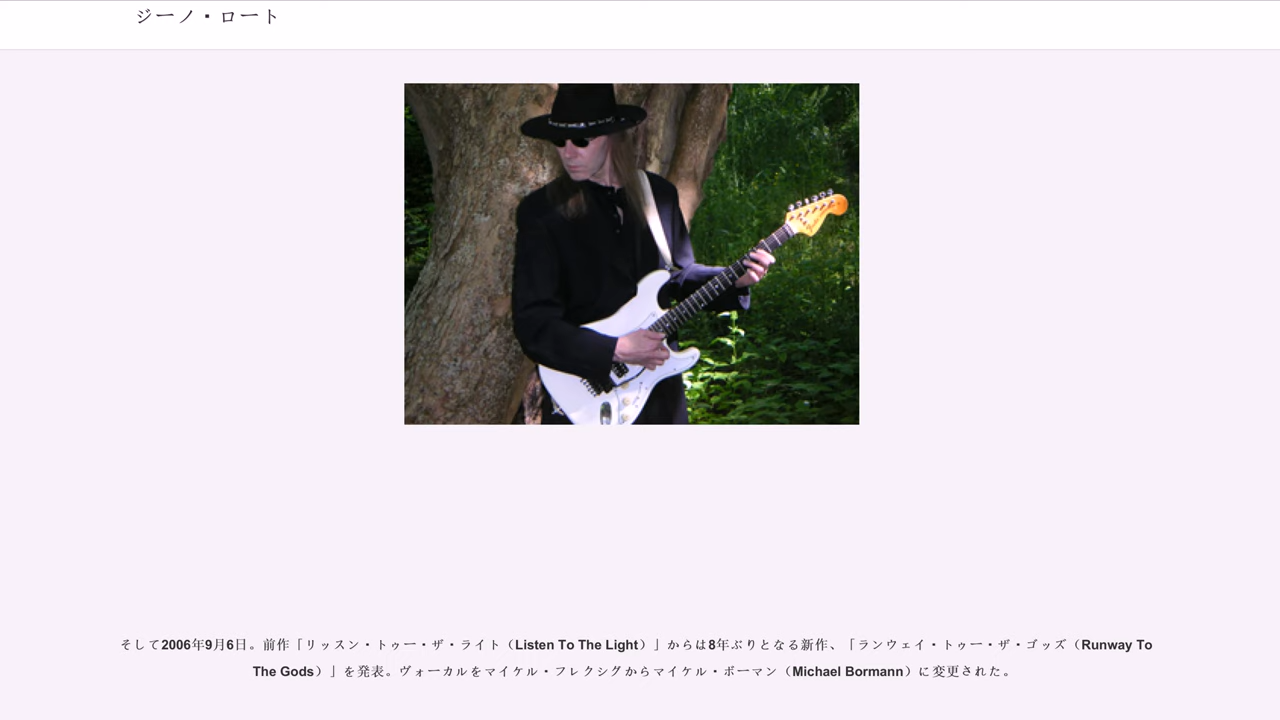 ジーノ・ロート
そして2006年9月6日。前作「リッスン・トゥー・ザ・ライト（Listen To The Light）」からは8年ぶりとなる新作、「ランウェイ・トゥー・ザ・ゴッズ（Runway To
The Gods）」を発表。ヴォーカルをマイケル・フレクシグからマイケル・ボーマン（Michael Bormann）に変更された。